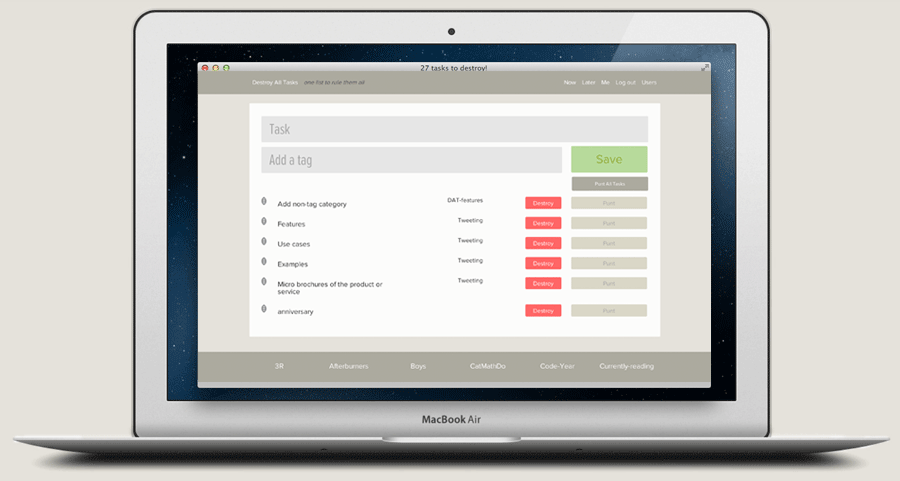 27 tasks to destroy!
Destroy All Tasks one list to rule them all Now Later Me Log out Users
Task
Add a tag Save
Punt All Tasks
Add non-tag category DAT-features Destroy Punt
Features Tweeting Destroy Punt
Use cases Tweeting Destroy Punt
Examples Tweeting Destroy Punt
Micro brochures of the product or Tweeting Destroy Punt
service
anniversary Destroy Punt
3R Afterburners Boys CatMathDo Code-Year Currently-reading
MacBook Air